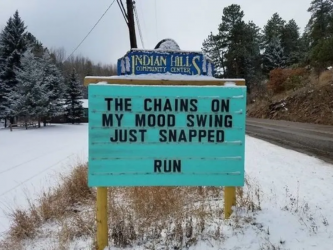 INDIAN HILLS
COMMUNITY CENTER
THE CHAINS ON
MY MOOD SWING
JUST SNAPPED
RUN